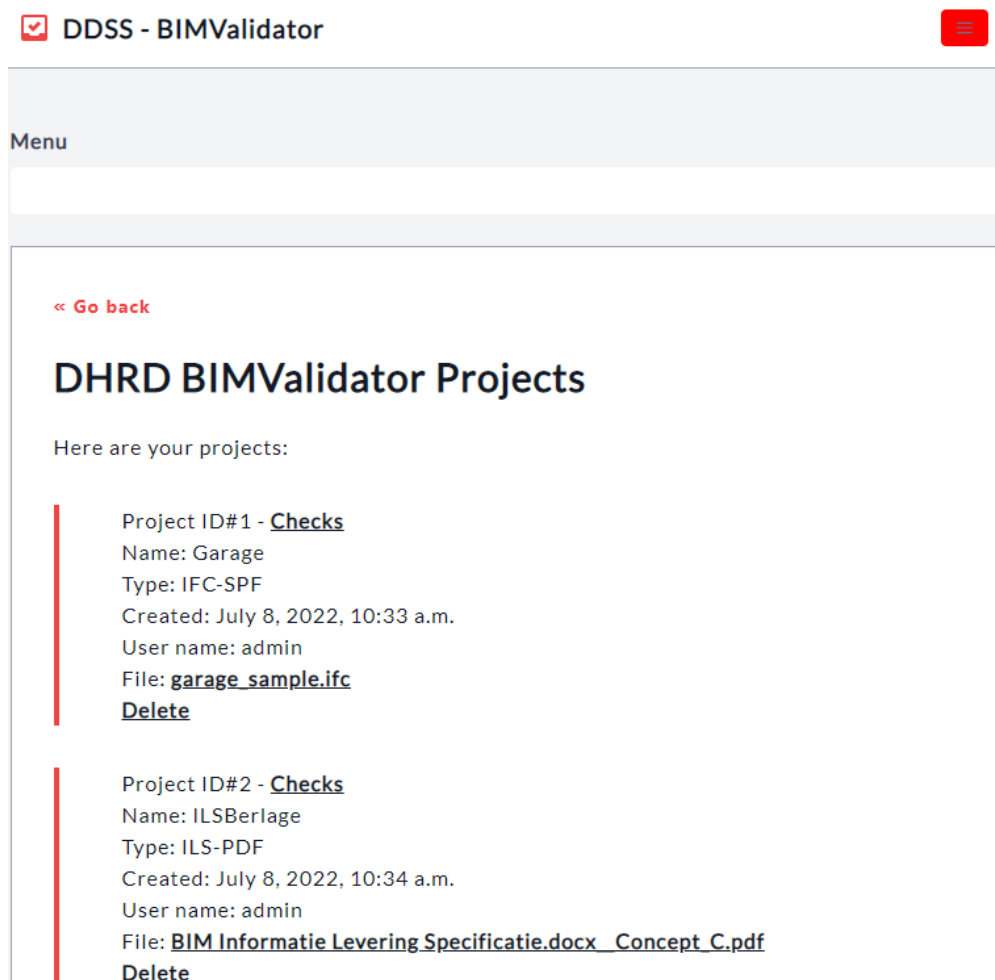 DDSS - BIMValidator
Menu
« Go back
DHRD BIMValidator Projects
Here are your projects:
Project ID#1 - Checks
Name: Garage
Type: IFC-SPF
Created: July 8, 2022, 10:33 a.m.
User name: admin
File: garage_sample.ifc
Delete
Project ID#2 - Checks
Name: ILSBerlage
Type: ILS-PDF
Created: July 8, 2022, 10:34 a.m.
User name: admin
File: BIM Informatie Levering Specificatie.docx__Concept_C.pdf
Delete